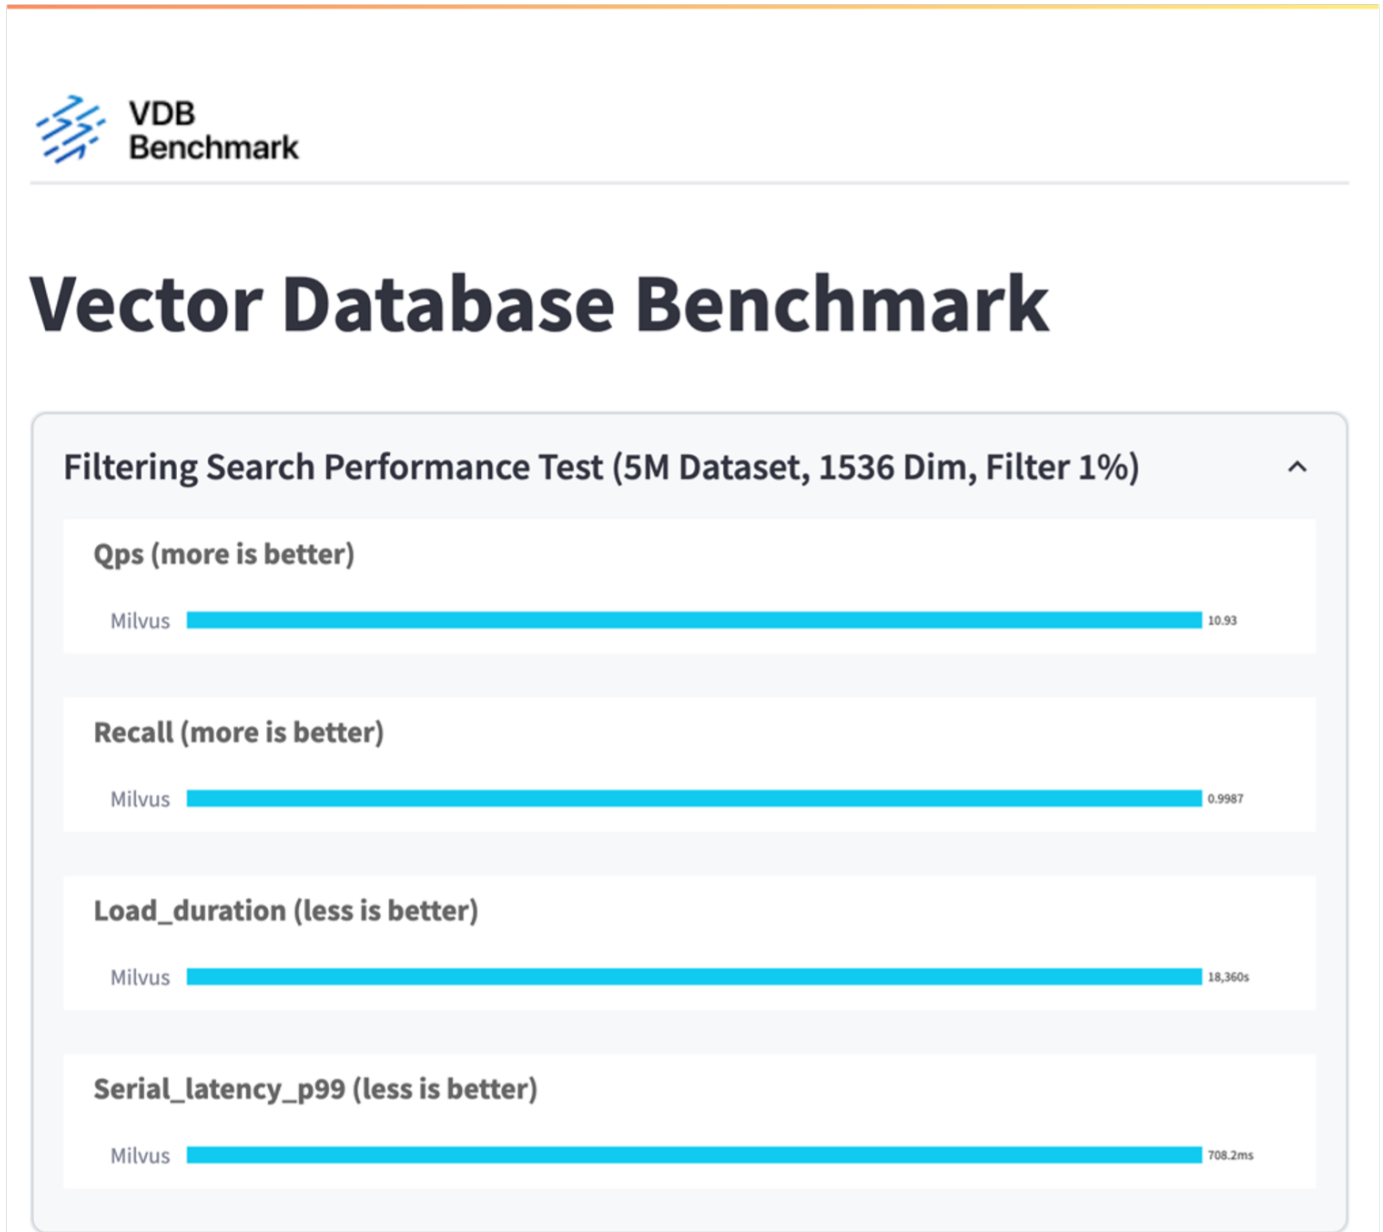 VDB
Benchmark
Vector Database Benchmark
Filtering Search Performance Test (5M Dataset, 1536 Dim, Filter 1%)
Qps (more is better)
Milvus 10.93
Recall (more is better)
Milvus 0.9987
Load_duration (less is better)
Milvus 18,360s
Serial_latency_p99 (less is better)
Milvus 708.2ms